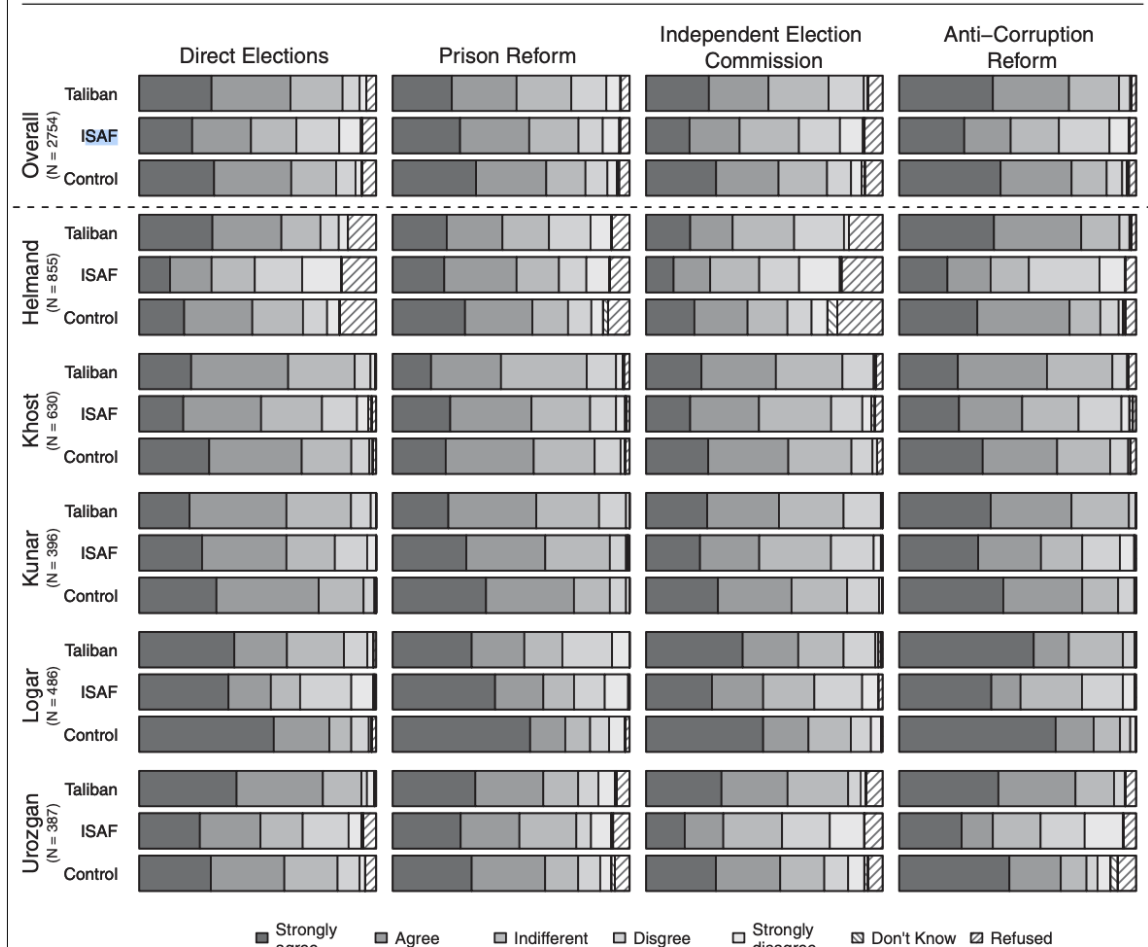 Direct Elections
Prison Reform
Independent Election
Commission
Anti–Corruption
Reform
Overall
(N = 2754)
Taliban
ISAF
Control
Helmand
(N = 855)
Taliban
ISAF
Control
Khost
(N = 630)
Taliban
ISAF
Control
Kunar
(N = 396)
Taliban
ISAF
Control
Logar
(N = 486)
Taliban
ISAF
Control
Urozgan
(N = 387)
Taliban
ISAF
Control
Strongly
agree
Agree
Indifferent
Disgree
Strongly
disagree
Don't Know
Refused